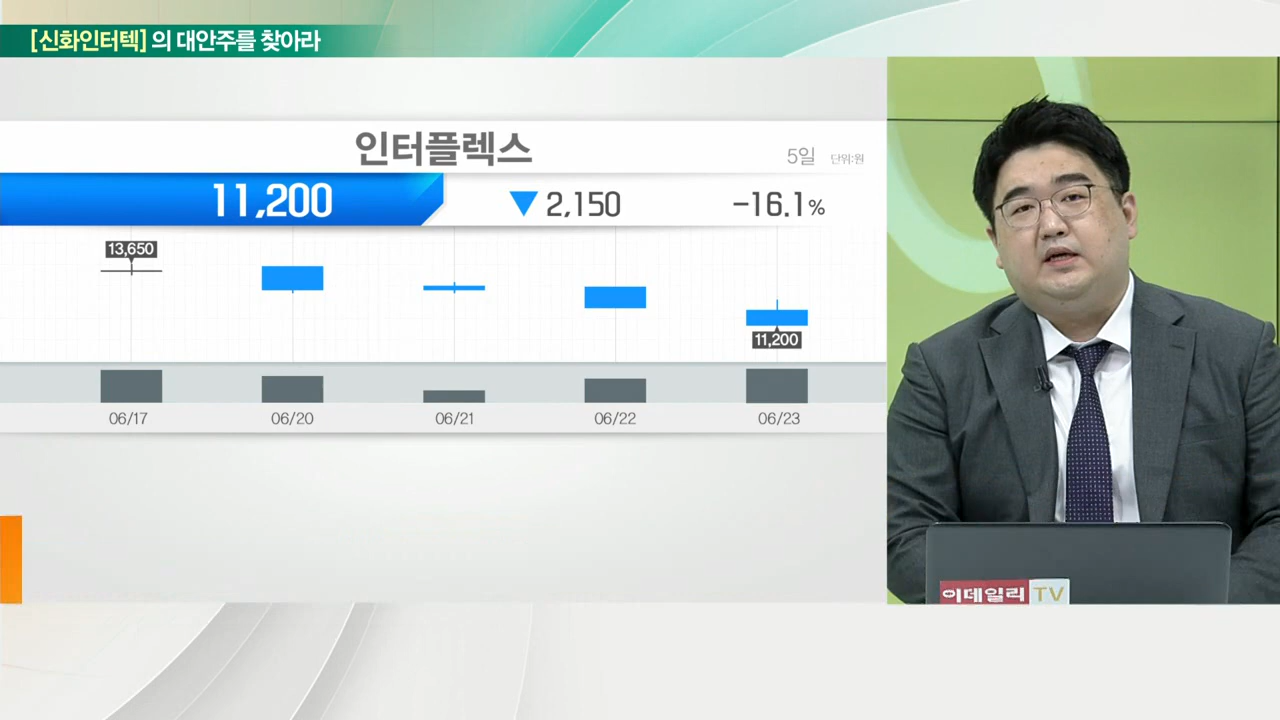 [신화인터텍] 의 대안주를 찾아라
인터플렉스
5일 단위:원
11,200 ▼ 2,150 -16.1%
13,650
11,200
06/17 06/20 06/21 06/22 06/23
이데일리 TV